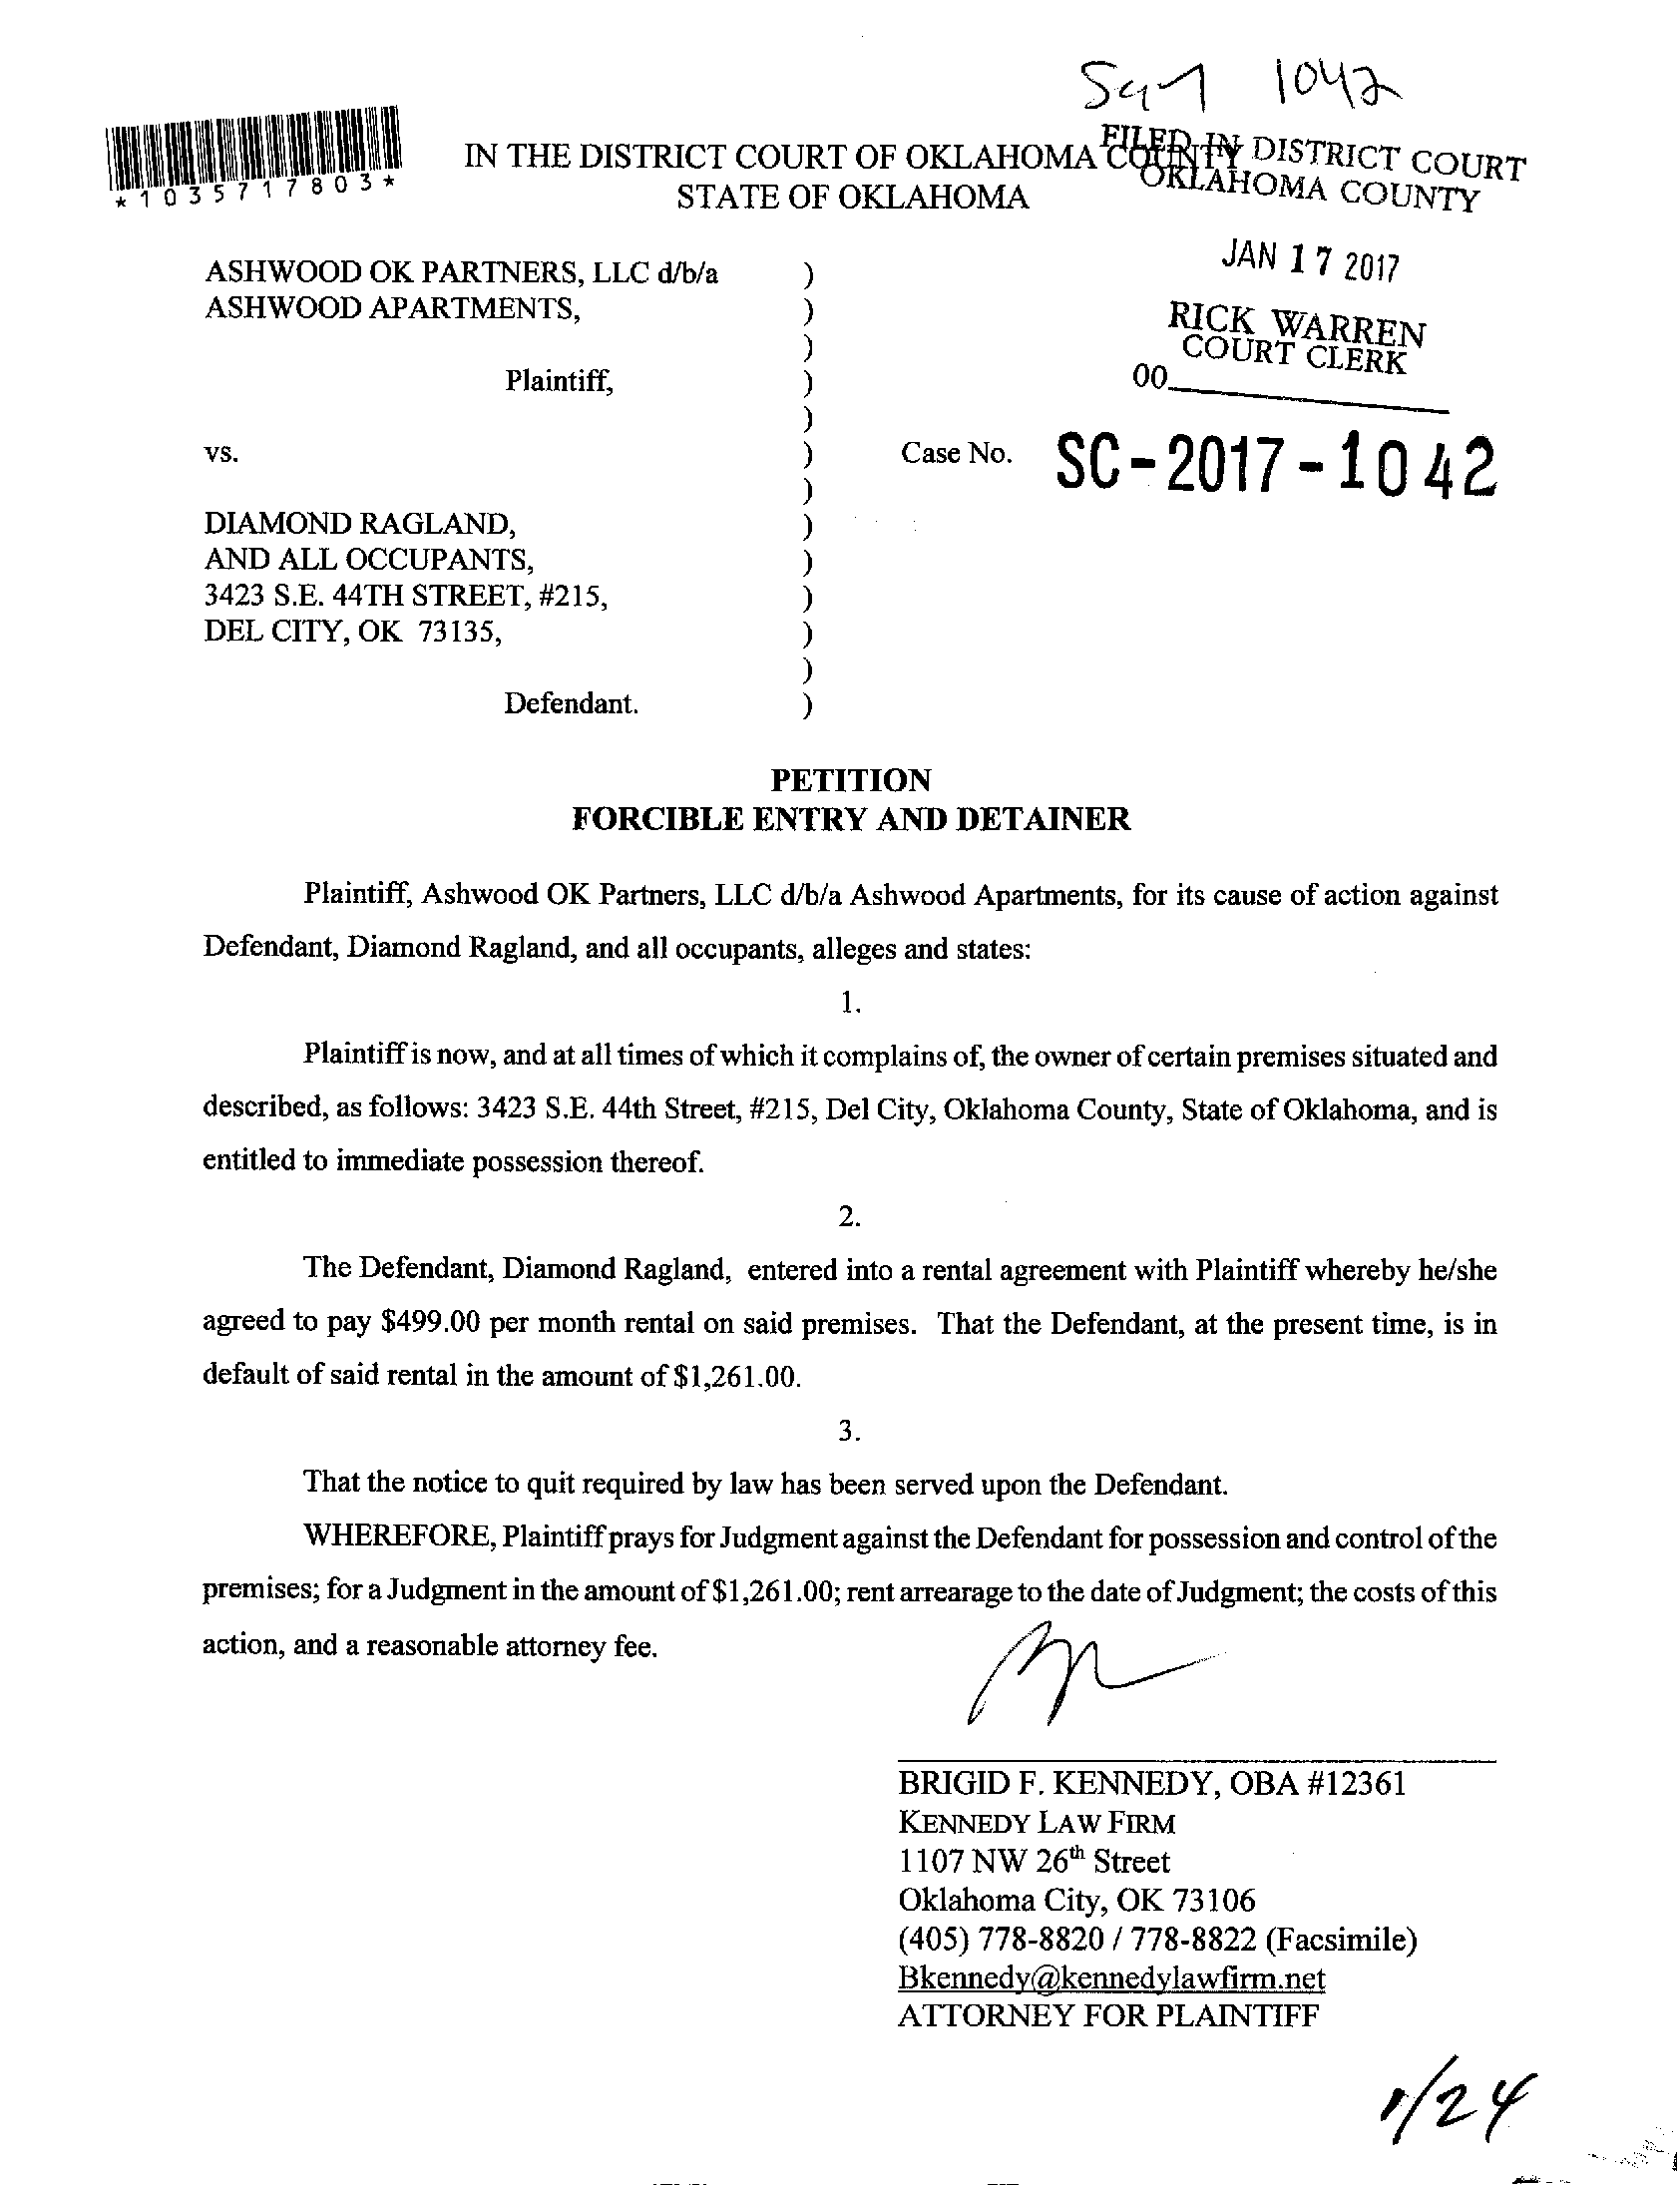 1042
*1035717803*
IN THE DISTRICT COURT OF OKLAHOMA COUNTY
STATE OF OKLAHOMA
FILED IN DISTRICT COURT
OKLAHOMA COUNTY
JAN 17 2017
RICK WARREN
COURT CLERK
00
ASHWOOD OK PARTNERS, LLC d/b/a )
ASHWOOD APARTMENTS, )
)
Plaintiff, )
)
vs. ) Case No. SC-2017-1042
)
DIAMOND RAGLAND, )
AND ALL OCCUPANTS, )
3423 S.E. 44TH STREET, #215, )
DEL CITY, OK 73135, )
)
Defendant. )
PETITION
FORCIBLE ENTRY AND DETAINER
Plaintiff, Ashwood OK Partners, LLC d/b/a Ashwood Apartments, for its cause of action against
Defendant, Diamond Ragland, and all occupants, alleges and states:
1.
Plaintiff is now, and at all times of which it complains of, the owner of certain premises situated and
described, as follows: 3423 S.E. 44th Street, #215, Del City, Oklahoma County, State of Oklahoma, and is
entitled to immediate possession thereof.
2.
The Defendant, Diamond Ragland, entered into a rental agreement with Plaintiff whereby he/she
agreed to pay $499.00 per month rental on said premises. That the Defendant, at the present time, is in
default of said rental in the amount of $1,261.00.
3.
That the notice to quit required by law has been served upon the Defendant.
WHEREFORE, Plaintiff prays for Judgment against the Defendant for possession and control of the
premises; for a Judgment in the amount of $1,261.00; rent arrearage to the date of Judgment; the costs of this
action, and a reasonable attorney fee.
BRIGID F. KENNEDY, OBA #12361
KENNEDY LAW FIRM
1107 NW 26th Street
Oklahoma City, OK 73106
(405) 778-8820 / 778-8822 (Facsimile)
Bkennedy@kennedylawfirm.net
ATTORNEY FOR PLAINTIFF
1/24